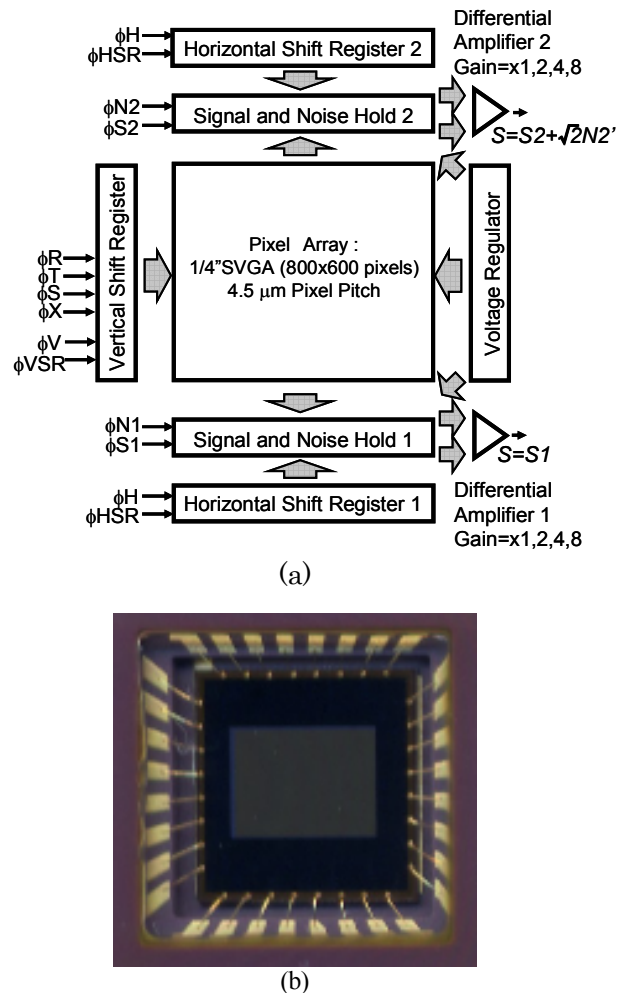 Differential
Amplifier 2
Gain=x1,2,4,8
ϕH
ϕHSR
Horizontal Shift Register 2
ϕN2
ϕS2
Signal and Noise Hold 2
S=S2+√2N2'
Vertical Shift Register
ϕR
ϕT
ϕS
ϕX
ϕV
ϕVSR
Pixel Array :
1/4"SVGA (800x600 pixels)
4.5 μm Pixel Pitch
Voltage Regulator
ϕN1
ϕS1
Signal and Noise Hold 1
S=S1
ϕH
ϕHSR
Horizontal Shift Register 1
Differential
Amplifier 1
Gain=x1,2,4,8
(a)
(b)